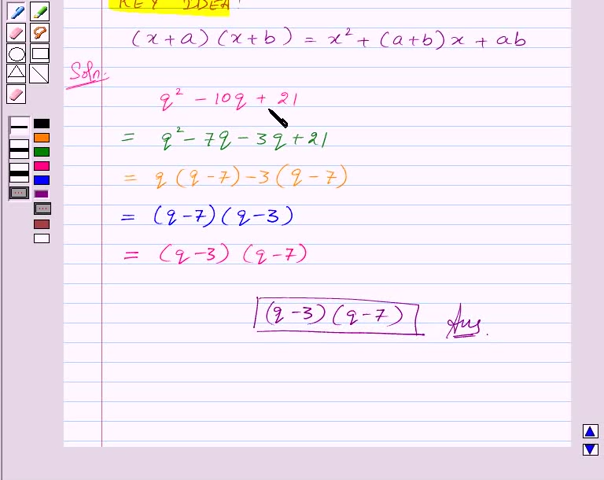 KEY IDEA:
(x+a)(x+b) = x² + (a+b)x + ab
Soln:
q² - 10q + 21
= q² - 7q - 3q + 21
= q(q-7) - 3(q-7)
= (q-7)(q-3)
= (q-3) (q-7)
(q-3)(q-7) Ans.